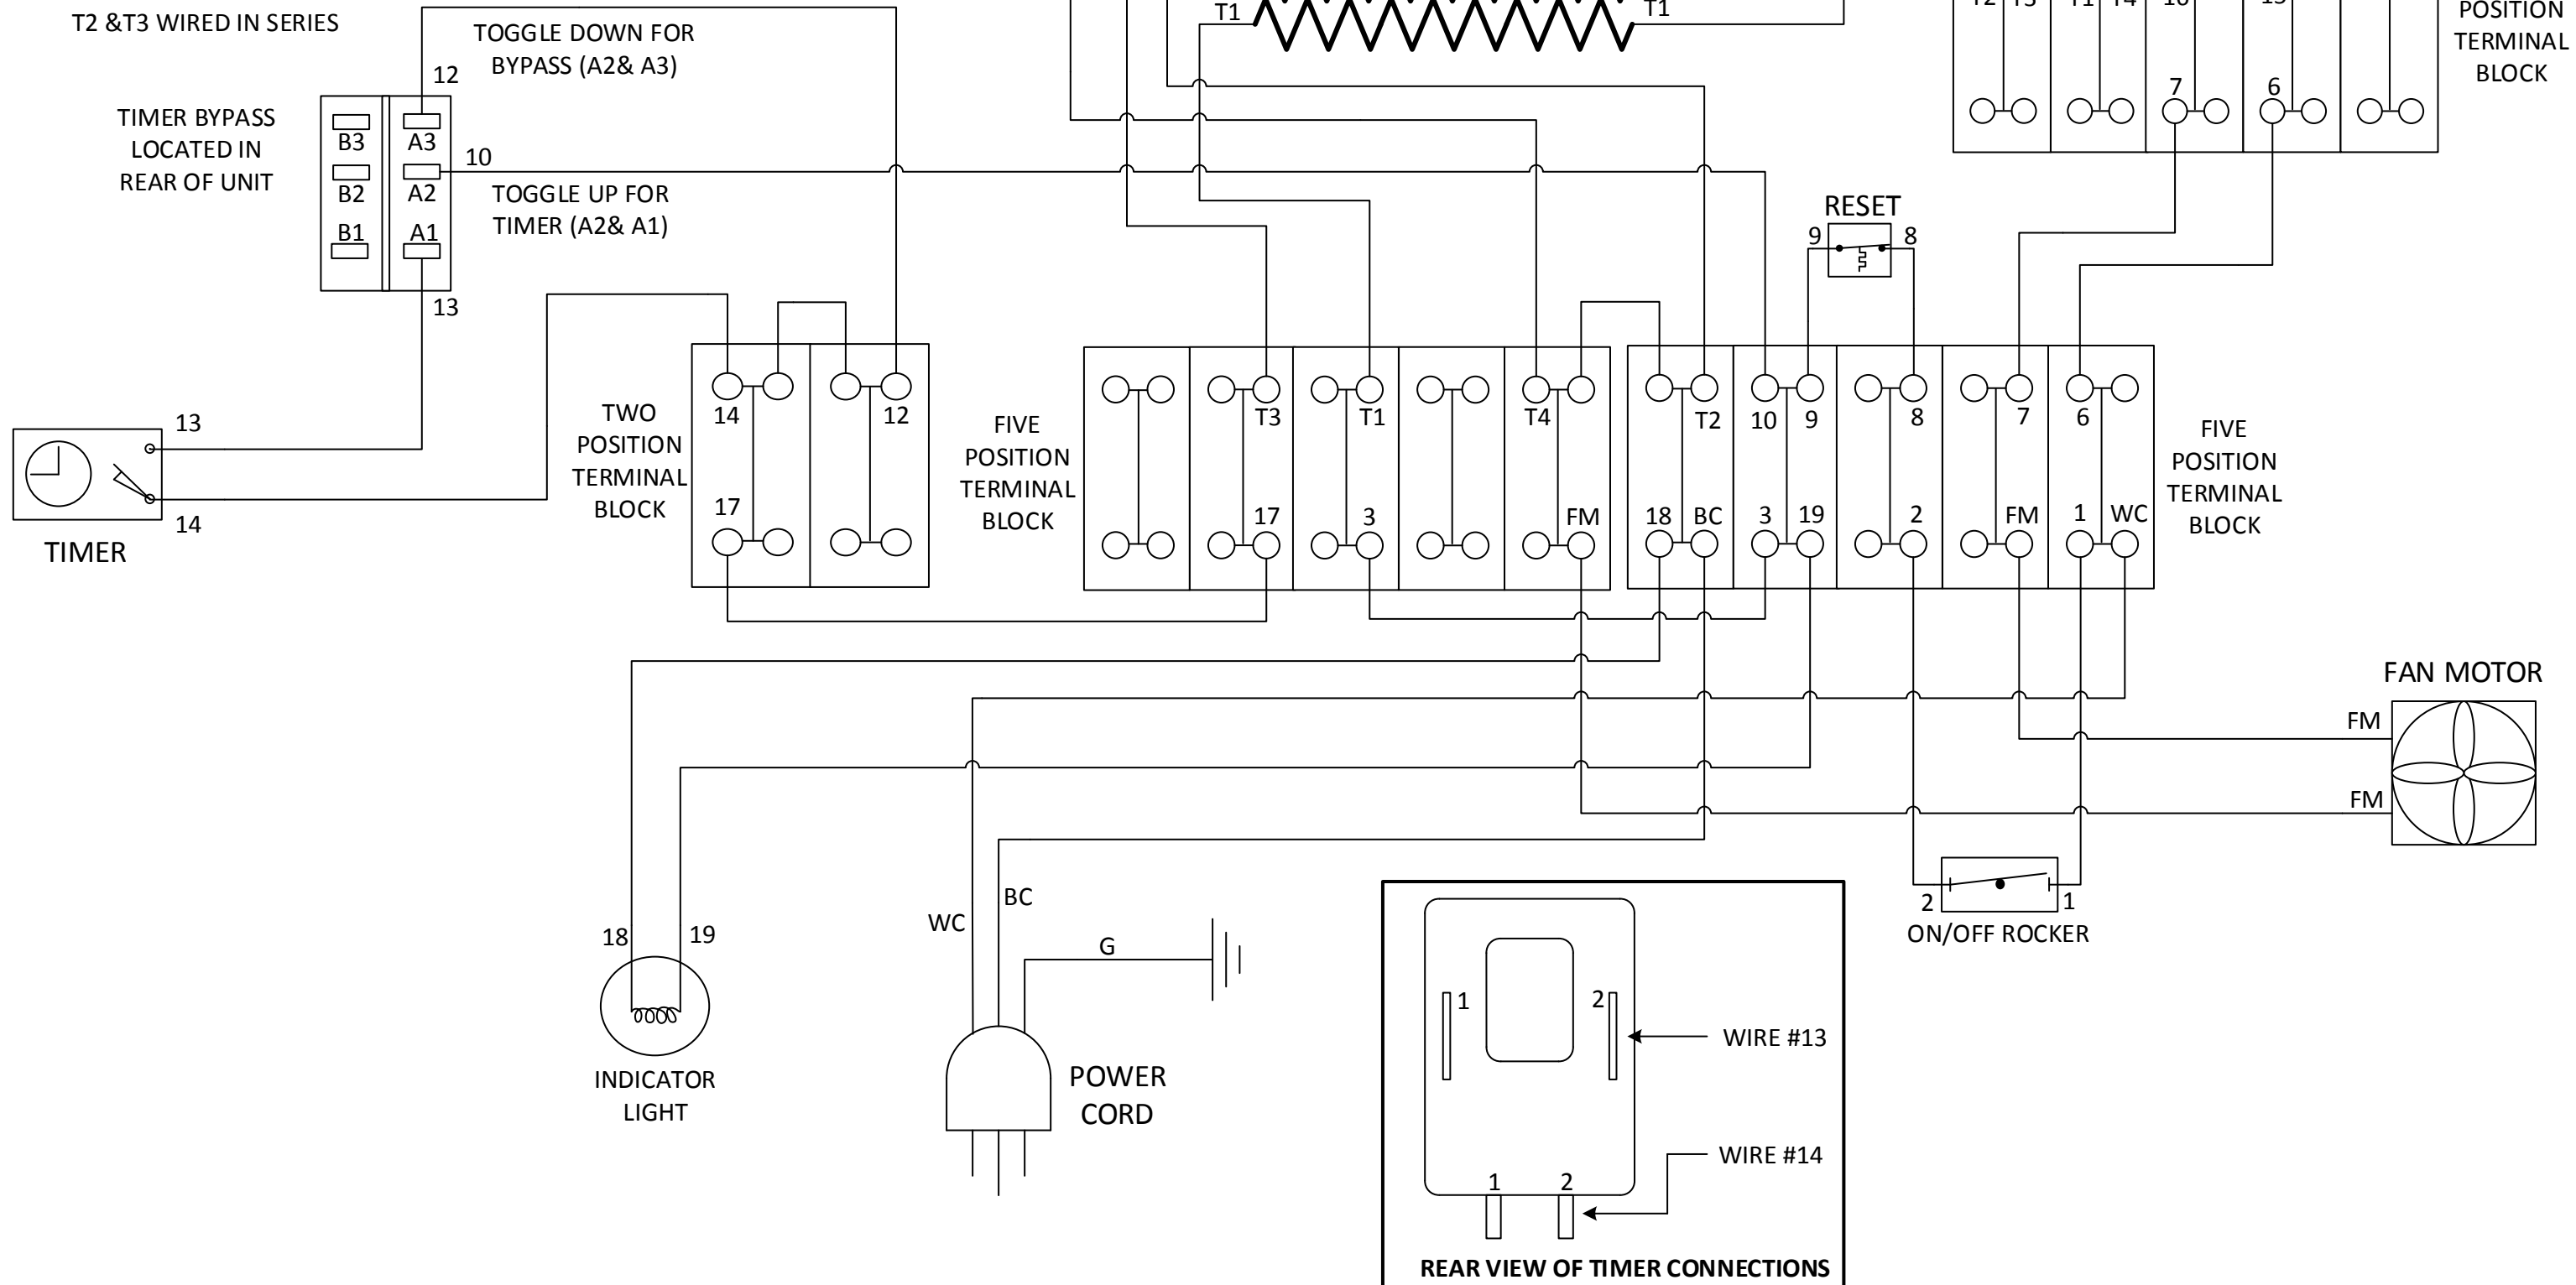 T2 &T3 WIRED IN SERIES
TOGGLE DOWN FOR
BYPASS (A2& A3)
T1
T1
POSITION
TERMINAL
BLOCK
12
7
6
TIMER BYPASS
LOCATED IN
REAR OF UNIT
B3
A3
B2
A2
B1
A1
10
TOGGLE UP FOR
TIMER (A2& A1)
13
RESET
9
8
13
14
TIMER
TWO
POSITION
TERMINAL
BLOCK
14
12
17
FIVE
POSITION
TERMINAL
BLOCK
T3
T1
T4
T2
10
9
8
7
6
17
3
FM
18
BC
3
19
2
FM
1
WC
FIVE
POSITION
TERMINAL
BLOCK
FAN MOTOR
FM
FM
2
1
ON/OFF ROCKER
18
19
INDICATOR
LIGHT
WC
BC
G
POWER
CORD
1
2
WIRE #13
WIRE #14
1
2
REAR VIEW OF TIMER CONNECTIONS